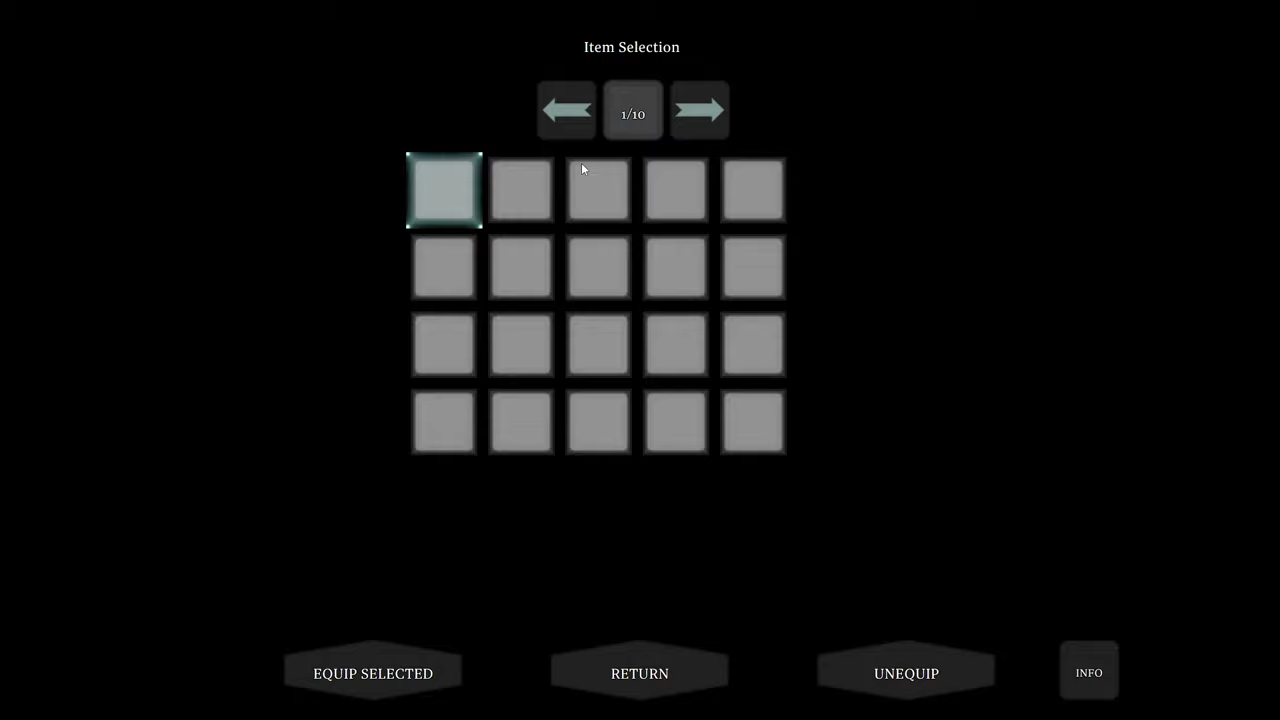 Item Selection
1/10
EQUIP SELECTED
RETURN
UNEQUIP
INFO